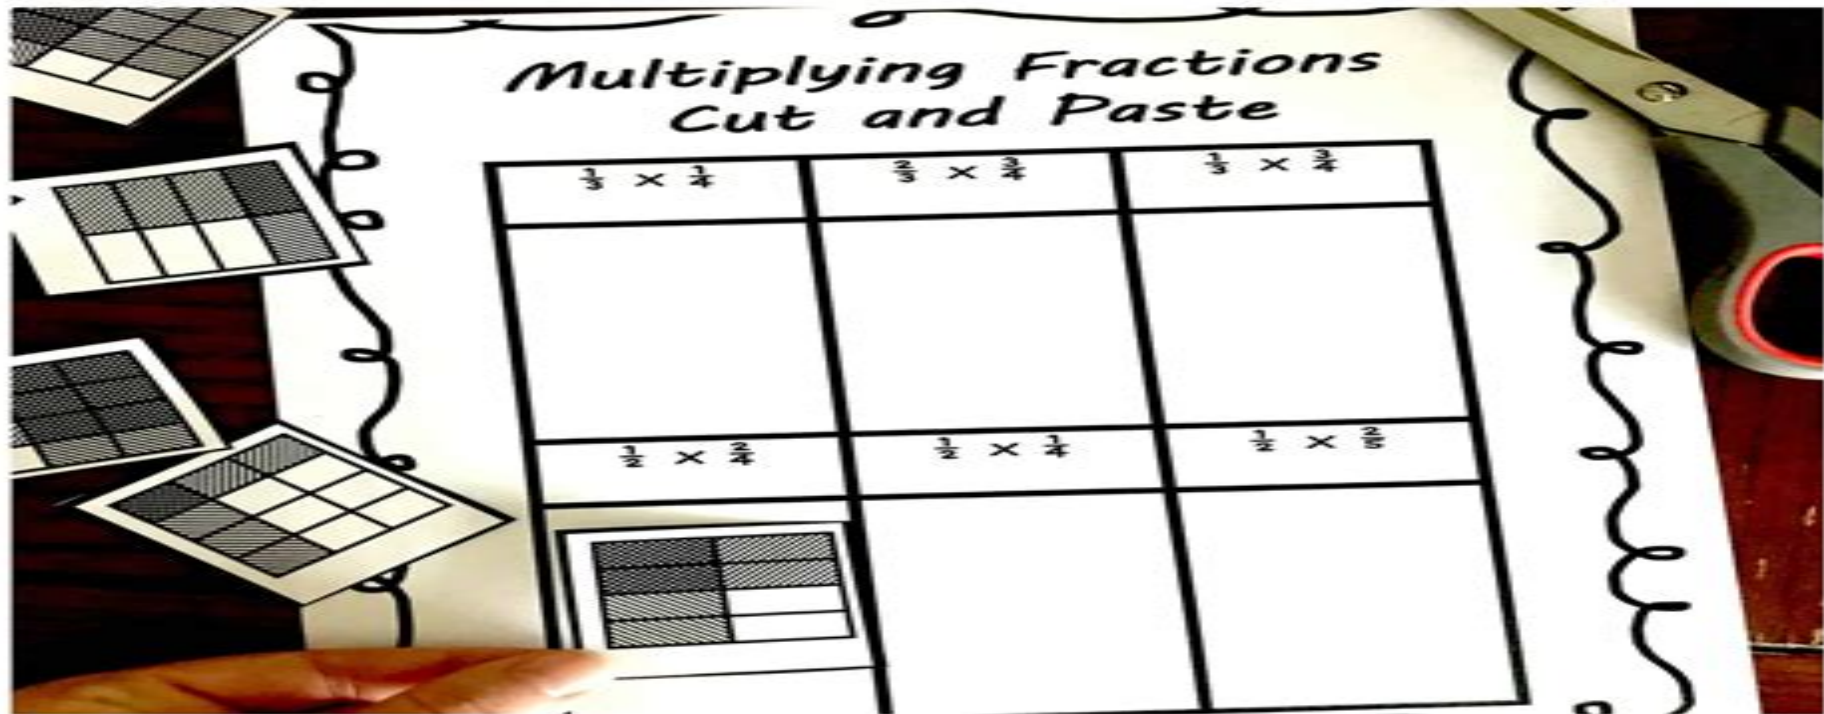 Multiplying Fractions
Cut and Paste
1/3 × 1/4 2/3 × 3/4 1/3 × 3/4
1/2 × 2/4 1/2 × 1/4 1/2 × 2/5